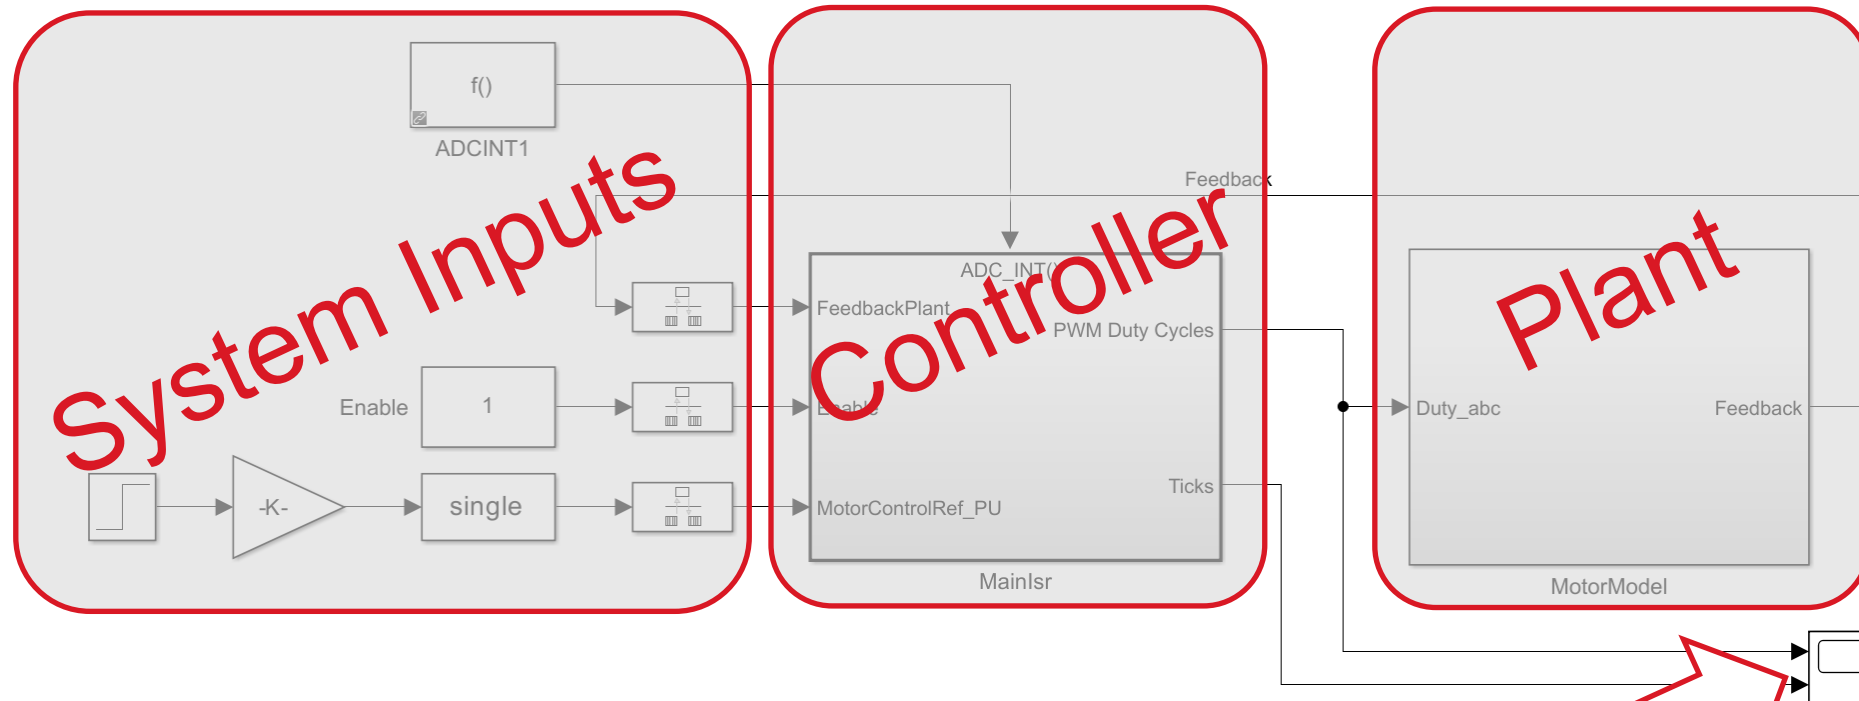 f()
ADCINT1
System Inputs
Enable
1
-K-
single
Feedback
ADC_INT()
FeedbackPlant
PWM Duty Cycles
Controller
Enable
Ticks
MotorControlRef_PU
MainIsr
Plant
Duty_abc
Feedback
MotorModel